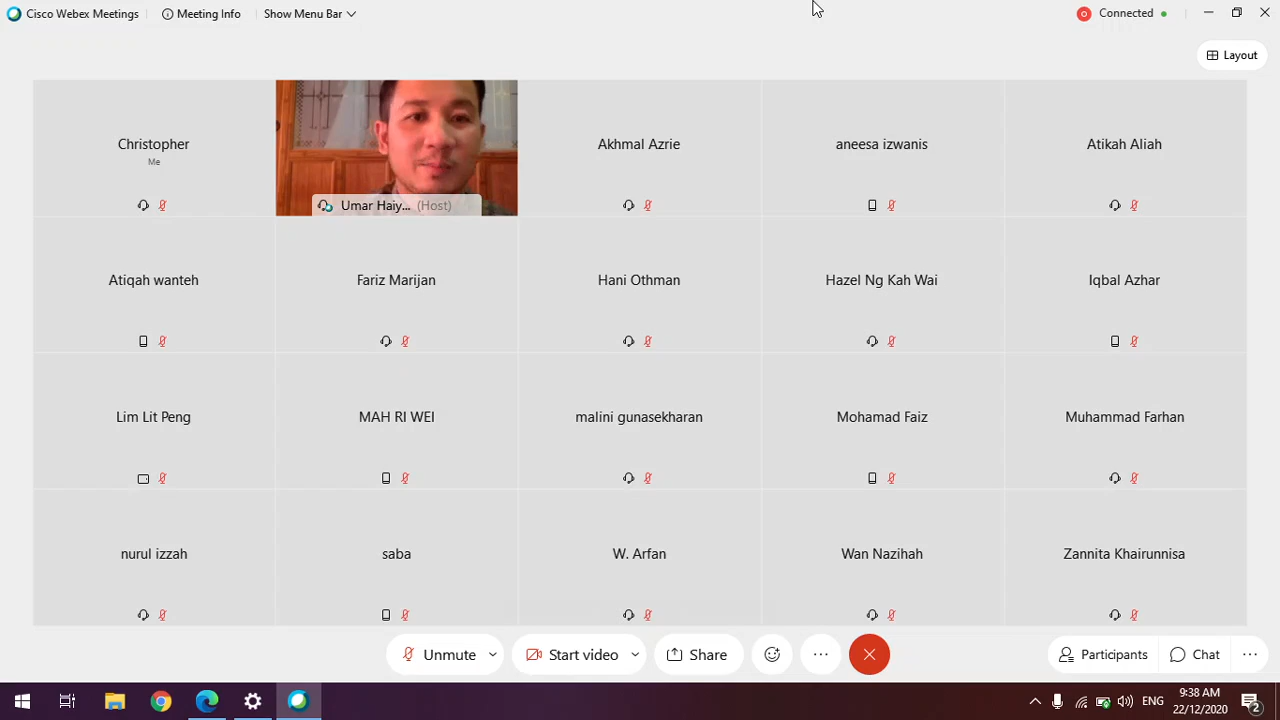 Cisco Webex Meetings
Meeting Info
Show Menu Bar
Connected
Layout
Christopher
Me
Umar Haiy... (Host)
Akhmal Azrie
aneesa izwanis
Atikah Aliah
Atiqah wanteh
Fariz Marijan
Hani Othman
Hazel Ng Kah Wai
Iqbal Azhar
Lim Lit Peng
MAH RI WEI
malini gunasekharan
Mohamad Faiz
Muhammad Farhan
nurul izzah
saba
W. Arfan
Wan Nazihah
Zannita Khairunnisa
Unmute
Start video
Share
Participants
Chat
ENG
9:38 AM
22/12/2020
2